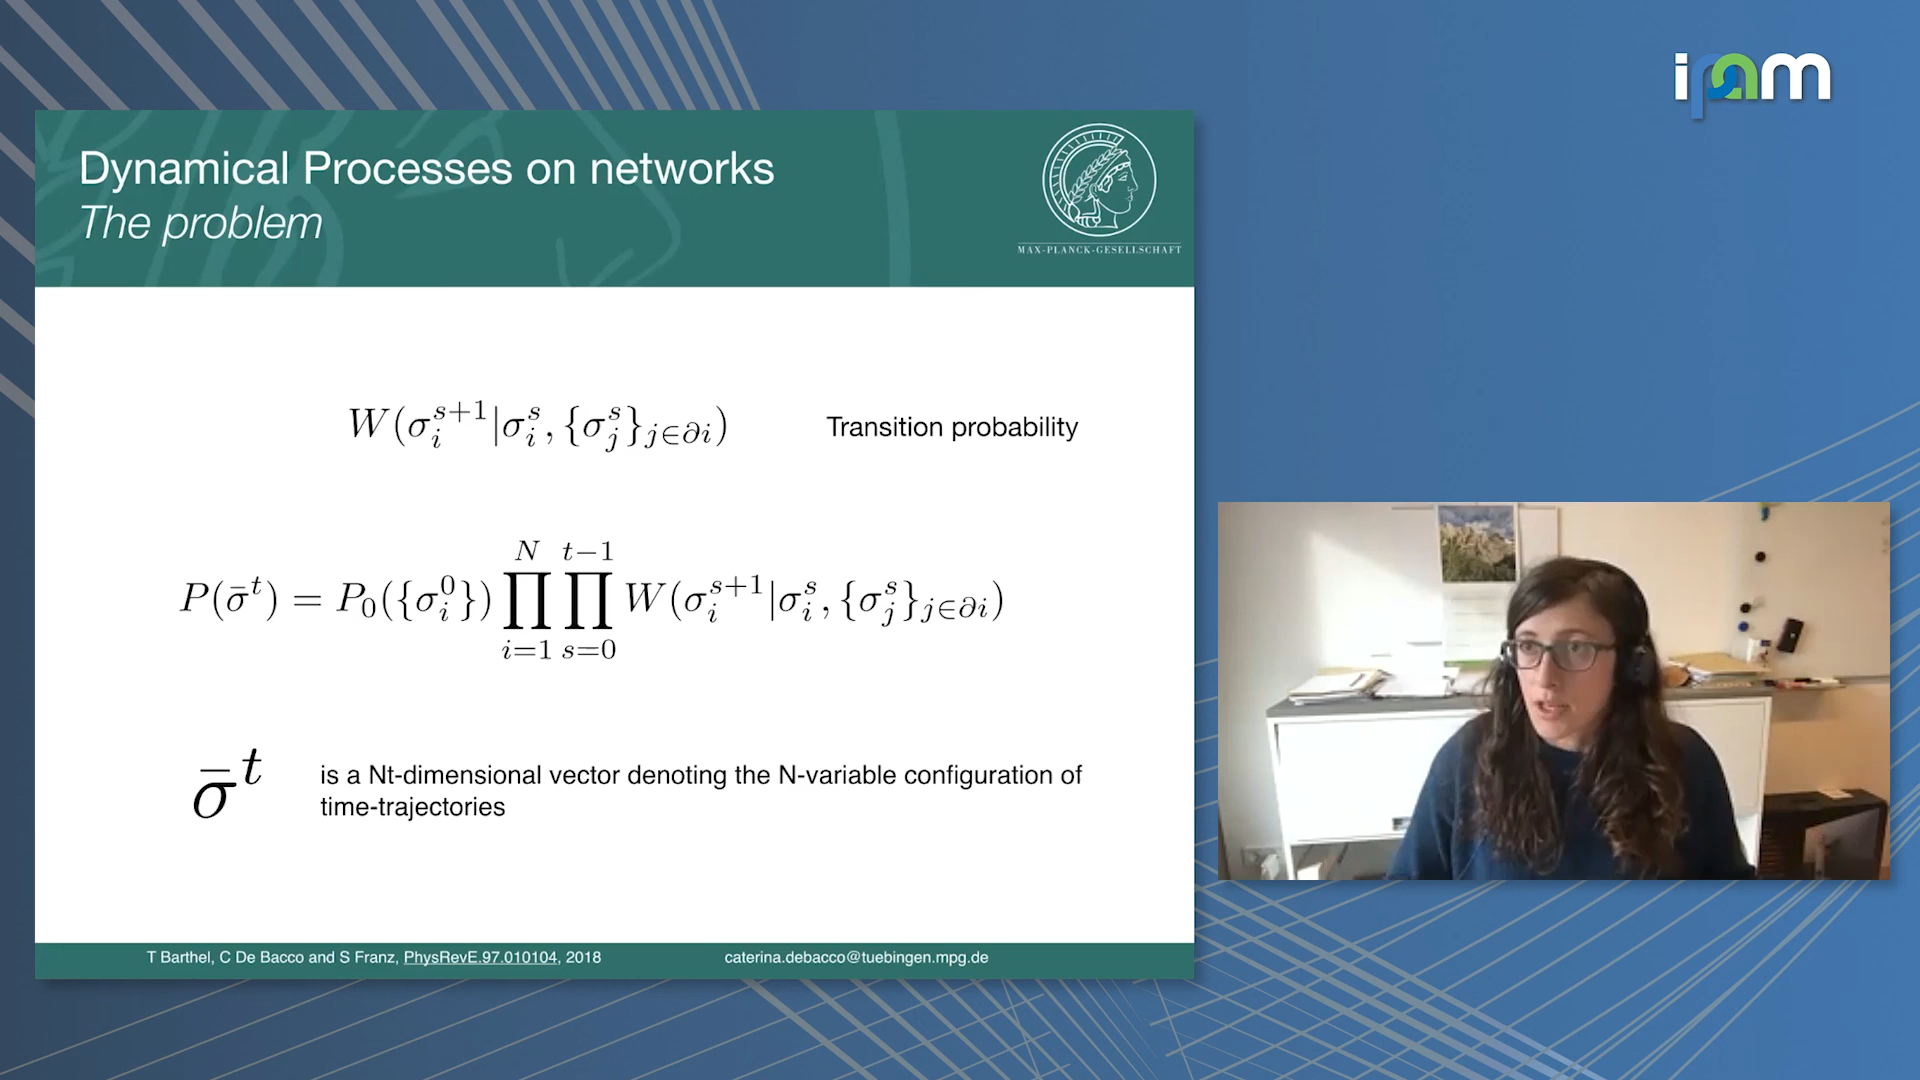 ipam
Dynamical Processes on networks
The problem
MAX-PLANCK-GESELLSCHAFT
W(σ_i^{s+1}|σ_i^s, {σ_j^s}_{j∈∂i})
Transition probability
P(σ̄^t) = P_0({σ_i^0}) ∏_{i=1}^{N} ∏_{s=0}^{t−1} W(σ_i^{s+1}|σ_i^s, {σ_j^s}_{j∈∂i})
σ̄^t
is a Nt-dimensional vector denoting the N-variable configuration of
time-trajectories
T Barthel, C De Bacco and S Franz, PhysRevE.97.010104, 2018
caterina.debacco@tuebingen.mpg.de